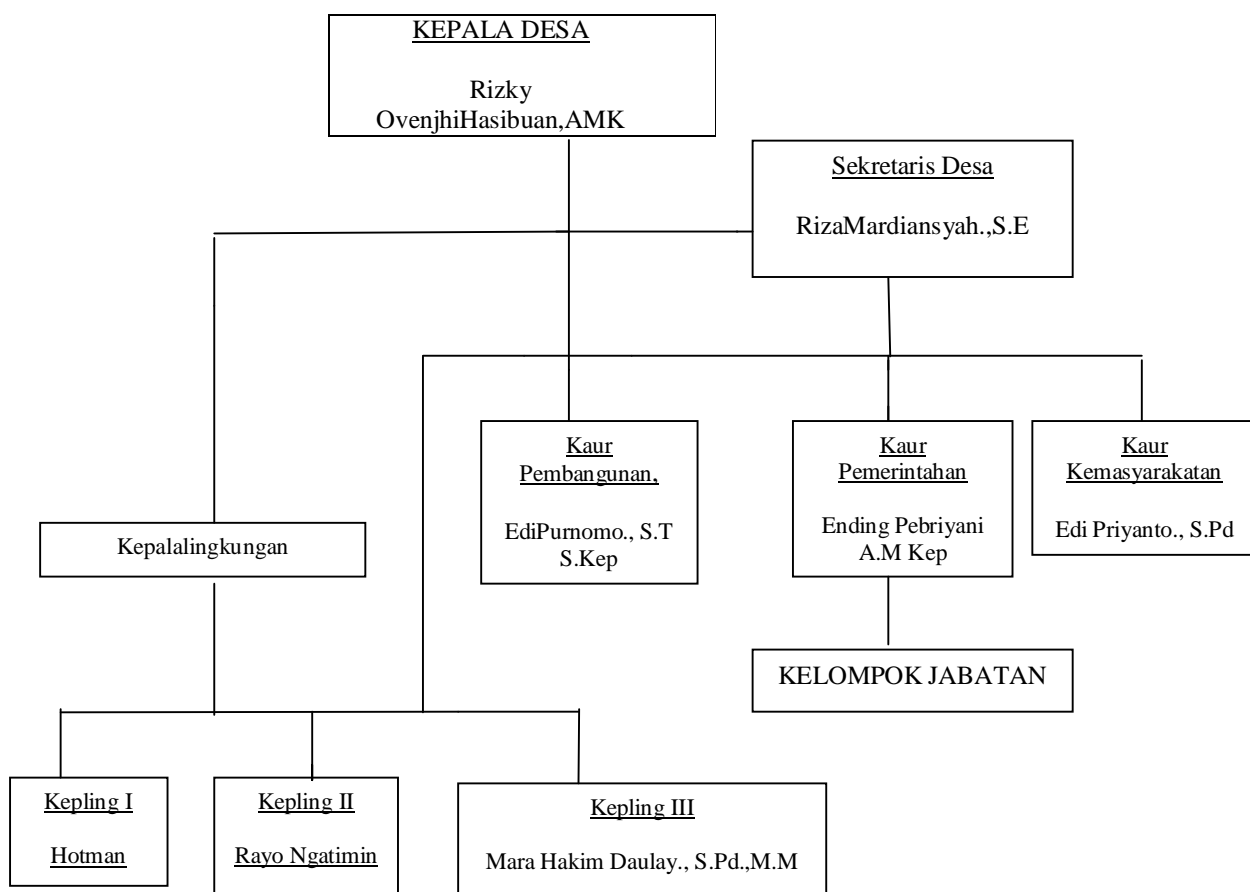 KEPALA DESA
Rizky
OvenjhiHasibuan,AMK
Sekretaris Desa
RizaMardiansyah.,S.E
Kaur
Pembangunan,
EdiPurnomo., S.T
S.Kep
Kaur
Pemerintahan
Ending Pebriyani
A.M Kep
Kaur
Kemasyarakatan
Edi Priyanto., S.Pd
Kepalalingkungan
KELOMPOK JABATAN
Kepling I
Hotman
Kepling II
Rayo Ngatimin
Kepling III
Mara Hakim Daulay., S.Pd.,M.M